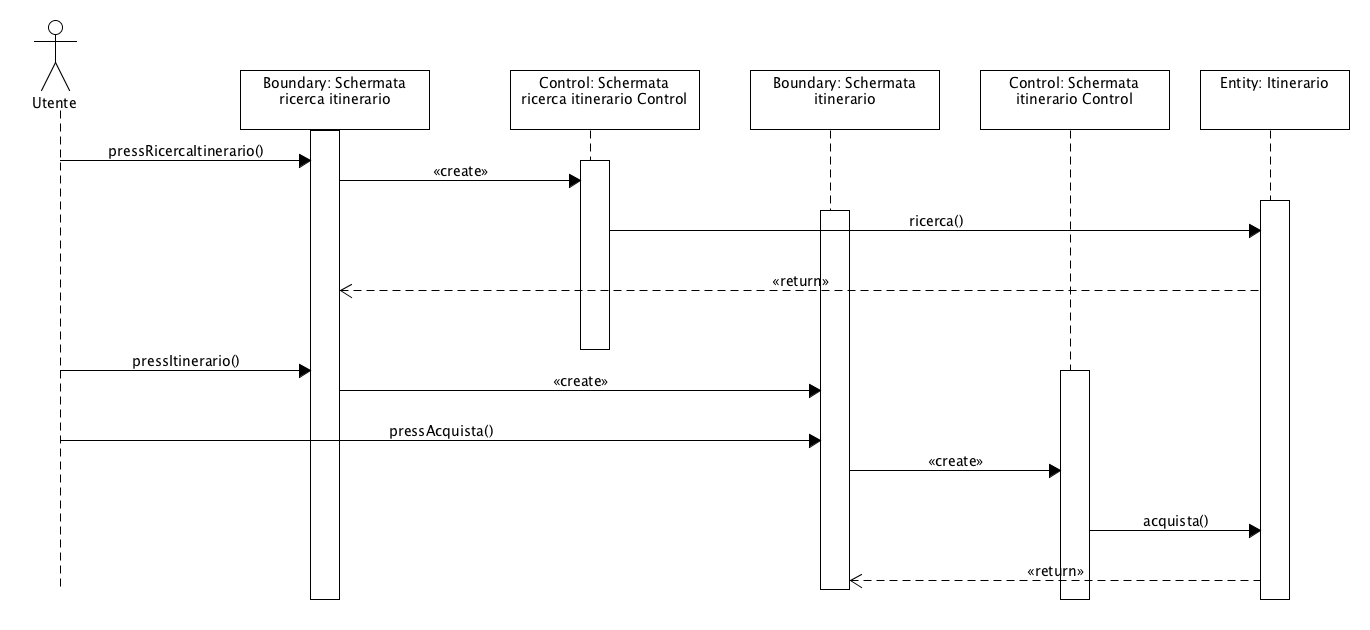 Utente
Boundary: Schermata
ricerca itinerario
Control: Schermata
ricerca itinerario Control
Boundary: Schermata
itinerario
Control: Schermata
itinerario Control
Entity: Itinerario
pressRicercaItinerario()
«create»
ricerca()
«return»
pressItinerario()
«create»
pressAcquista()
«create»
acquista()
«return»